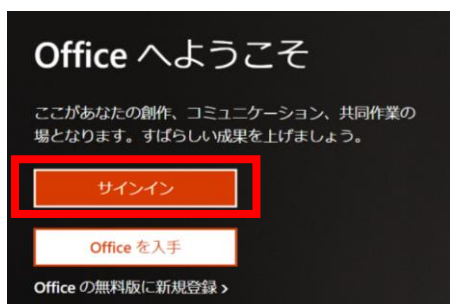 Office へようこそ
ここがあなたの創作、コミュニケーション、共同作業の
場となります。すばらしい成果を上げましょう。
サインイン
Office を入手
Office の無料版に新規登録 >